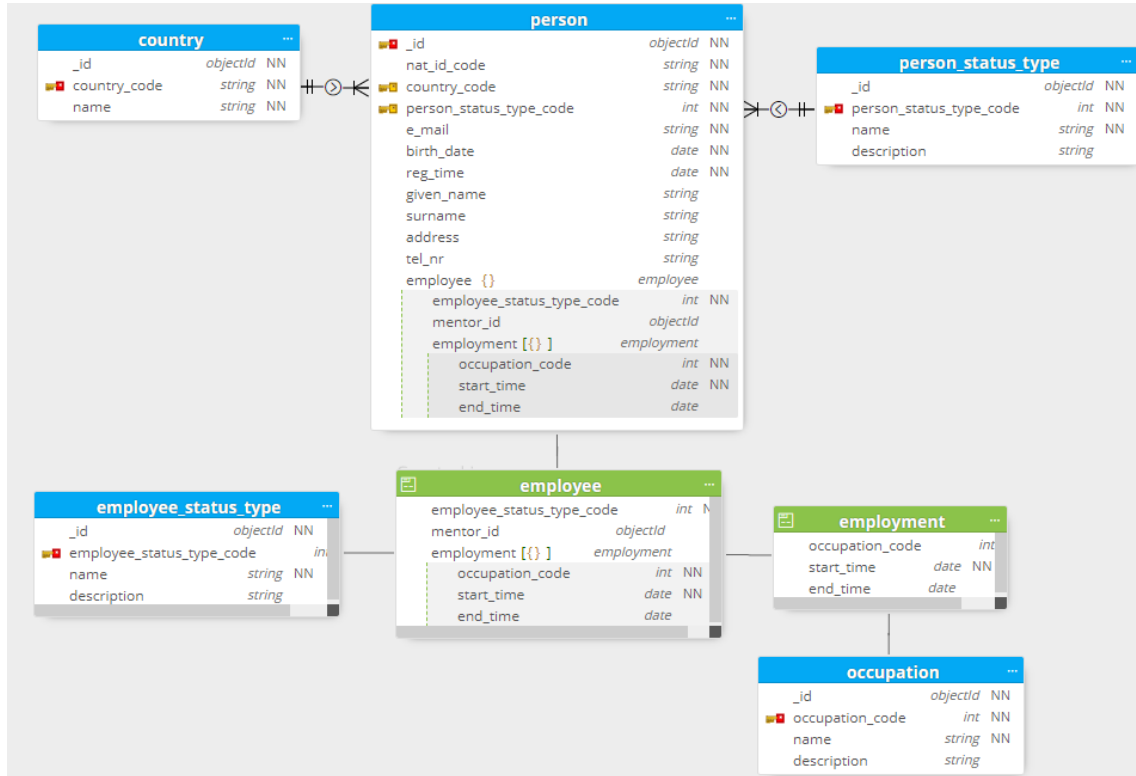 country ...
_id objectId NN
country_code string NN
name string NN
person ...
_id objectId NN
nat_id_code string NN
country_code string NN
person_status_type_code int NN
e_mail string NN
birth_date date NN
reg_time date NN
given_name string
surname string
address string
tel_nr string
employee {} employee
employee_status_type_code int NN
mentor_id objectId
employment [{} ] employment
occupation_code int NN
start_time date NN
end_time date
person_status_type ...
_id objectId NN
person_status_type_code int NN
name string NN
description string
employee_status_type ...
_id objectId NN
employee_status_type_code int
name string NN
description string
employee ...
employee_status_type_code int
mentor_id objectId
employment [{} ] employment
occupation_code int NN
start_time date NN
end_time date
employment ...
occupation_code int
start_time date NN
end_time date
occupation ...
_id objectId NN
occupation_code int NN
name string NN
description string